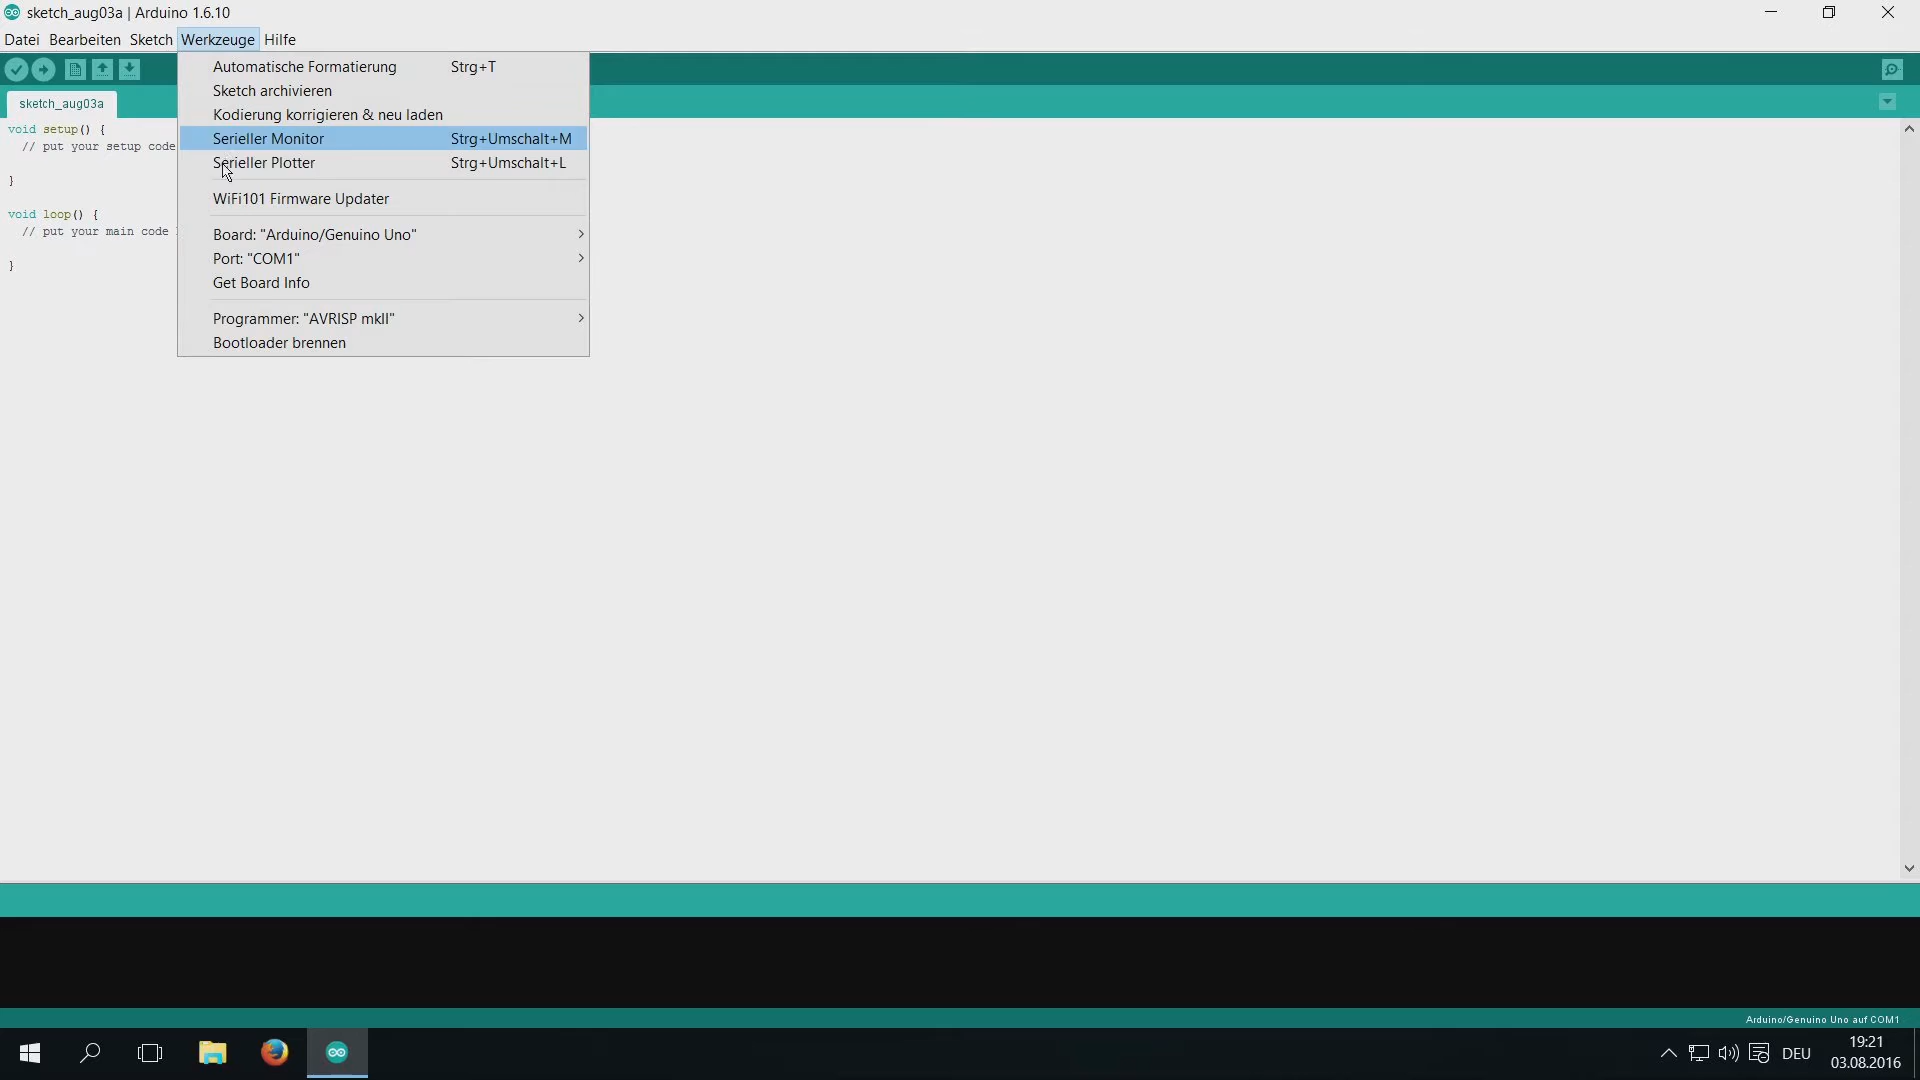 sketch_aug03a | Arduino 1.6.10
Datei Bearbeiten Sketch Werkzeuge Hilfe
Automatische Formatierung Strg+T
Sketch archivieren
Kodierung korrigieren & neu laden
Serieller Monitor Strg+Umschalt+M
Serieller Plotter Strg+Umschalt+L
WiFi101 Firmware Updater
Board: "Arduino/Genuino Uno"
Port: "COM1"
Get Board Info
Programmer: "AVRISP mkII"
Bootloader brennen
sketch_aug03a
void setup() {
// put your setup code
}
void loop() {
// put your main code
}
Arduino/Genuino Uno auf COM1
DEU
19:21
03.08.2016